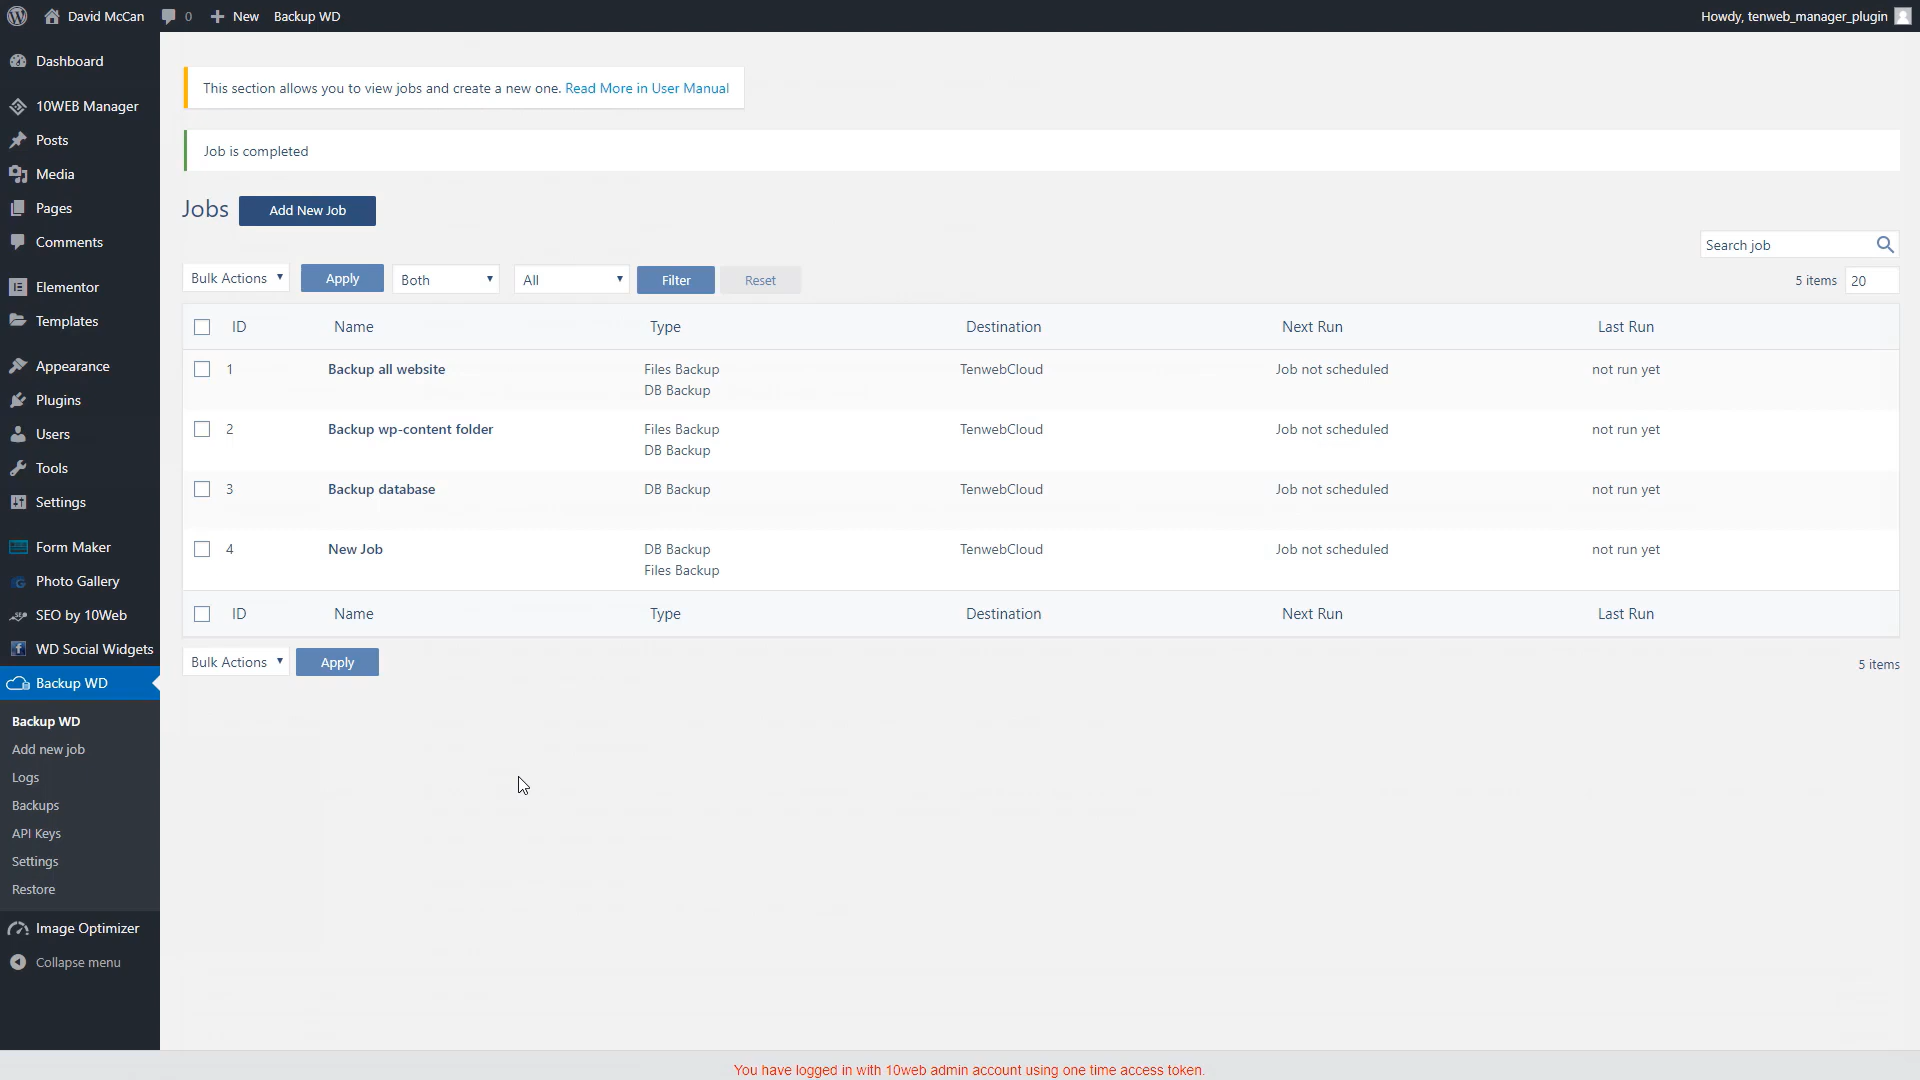 David McCan 0 New Backup WD Howdy, tenweb_manager_plugin
Dashboard
10WEB Manager
Posts
Media
Pages
Comments
Elementor
Templates
Appearance
Plugins
Users
Tools
Settings
Form Maker
Photo Gallery
SEO by 10Web
WD Social Widgets
Backup WD
Backup WD
Add new job
Logs
Backups
API Keys
Settings
Restore
Image Optimizer
Collapse menu
This section allows you to view jobs and create a new one. Read More in User Manual
Job is completed
Jobs Add New Job
Search job
Bulk Actions Apply Both All Filter Reset 5 items 20
ID Name Type Destination Next Run Last Run
1 Backup all website Files Backup TenwebCloud Job not scheduled not run yet
DB Backup
2 Backup wp-content folder Files Backup TenwebCloud Job not scheduled not run yet
DB Backup
3 Backup database DB Backup TenwebCloud Job not scheduled not run yet
4 New Job DB Backup TenwebCloud Job not scheduled not run yet
Files Backup
ID Name Type Destination Next Run Last Run
Bulk Actions Apply 5 items
You have logged in with 10web admin account using one time access token.